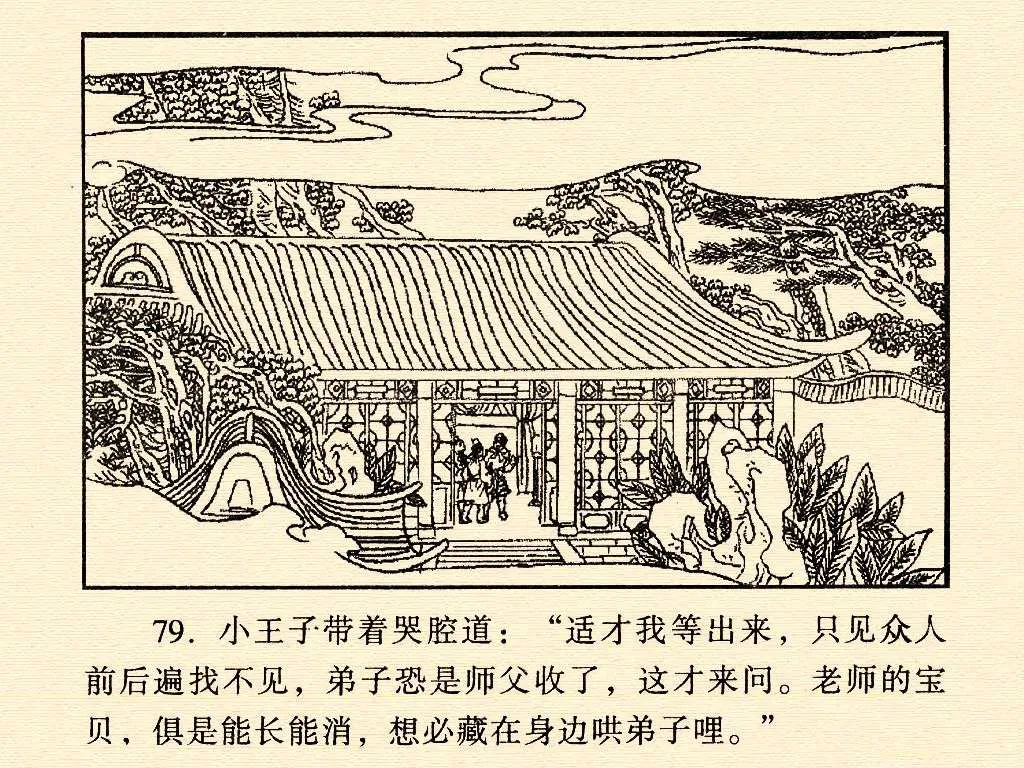 79. 小王子带着哭腔道：“适才我等出来，只见众人
前后遍找不见，弟子恐是师父收了，这才来问。老师的宝
贝，俱是能长能消，想必藏在身边哄弟子哩。”